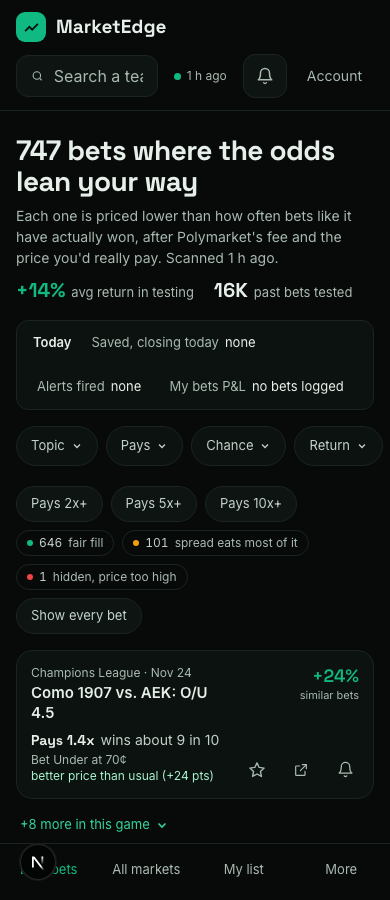 MarketEdge
Search a tea
1 h ago
Account
747 bets where the odds
lean your way
Each one is priced lower than how often bets like it
have actually won, after Polymarket's fee and the
price you'd really pay. Scanned 1 h ago.
+14% avg return in testing 16K past bets tested
Today Saved, closing today none
Alerts fired none My bets P&L no bets logged
Topic Pays Chance Return
Pays 2x+ Pays 5x+ Pays 10x+
646 fair fill 101 spread eats most of it
1 hidden, price too high
Show every bet
Champions League · Nov 24
+24%
similar bets
Como 1907 vs. AEK: O/U
4.5
Pays 1.4x wins about 9 in 10
Bet Under at 70¢
better price than usual (+24 pts)
+8 more in this game
N bets All markets My list More